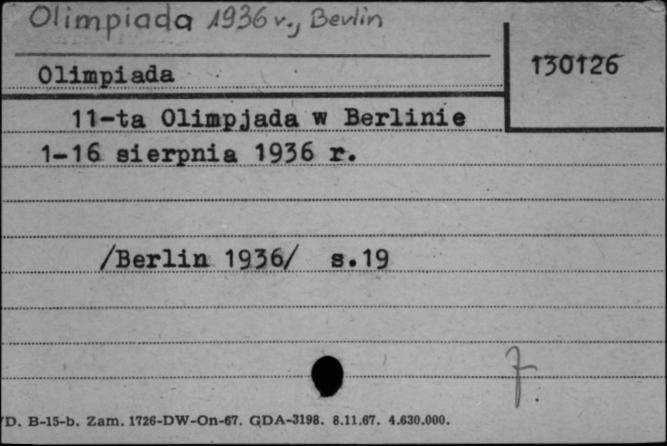 Olimpiada 1936 r., Berlin
Olimpiada
130126
11-ta Olimpjada w Berlinie
1-16 sierpnia 1936 r.
/Berlin 1936/ s.19
7.
D. B-15-b. Zam. 1726-DW-On-67. GDA-3198. 8.11.67. 4.630.000.